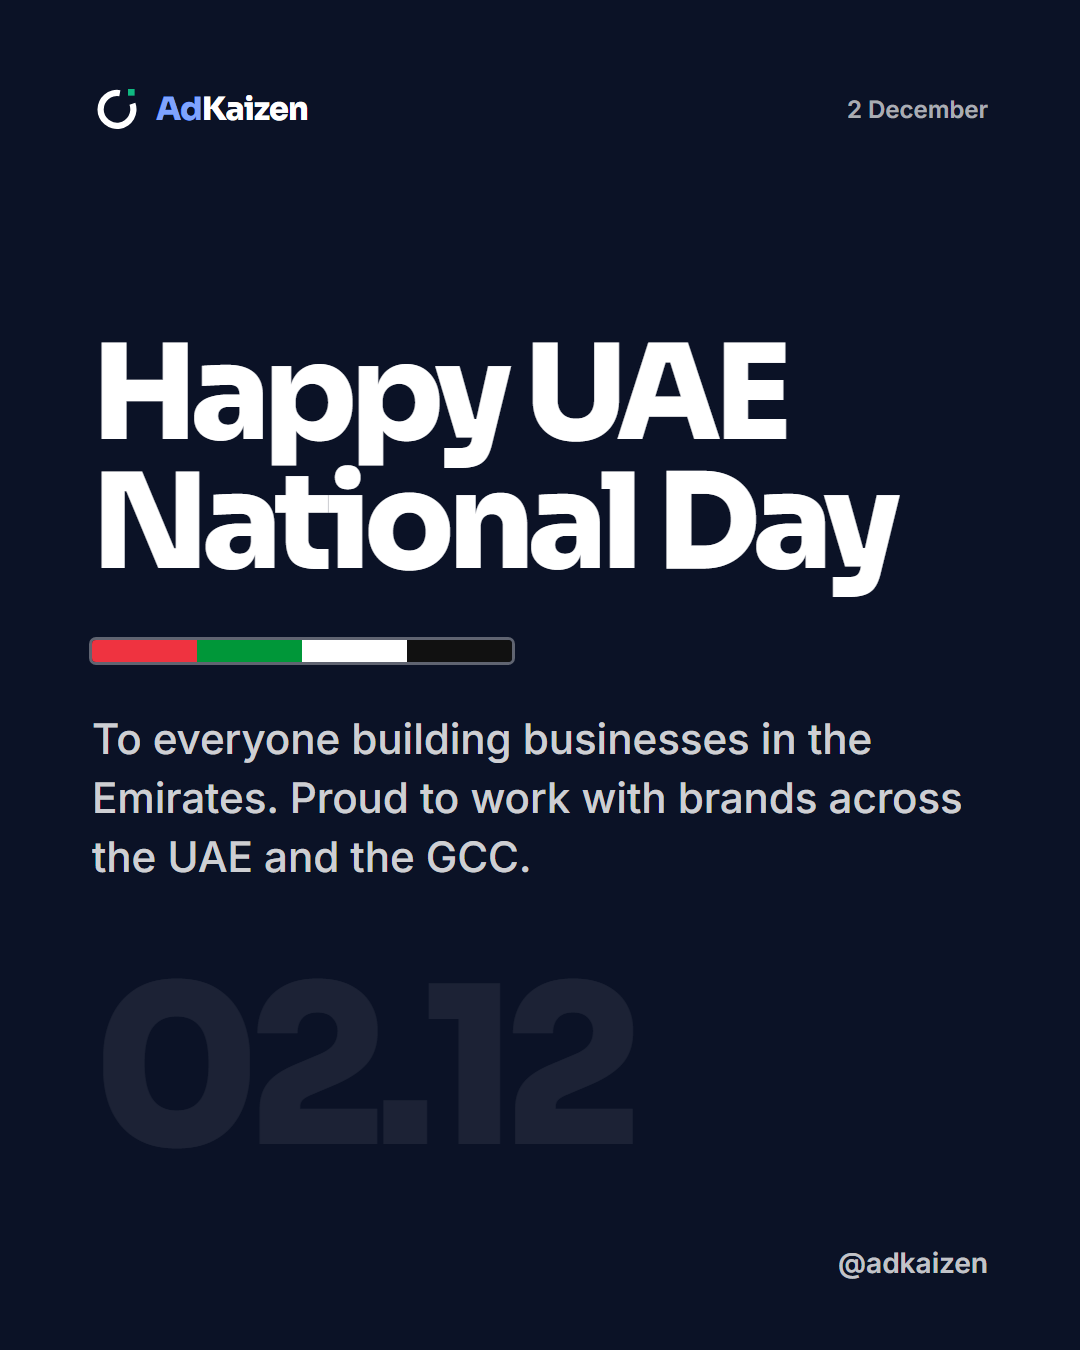 AdKaizen
2 December
Happy UAE
National Day
To everyone building businesses in the
Emirates. Proud to work with brands across
the UAE and the GCC.
02.12
@adkaizen